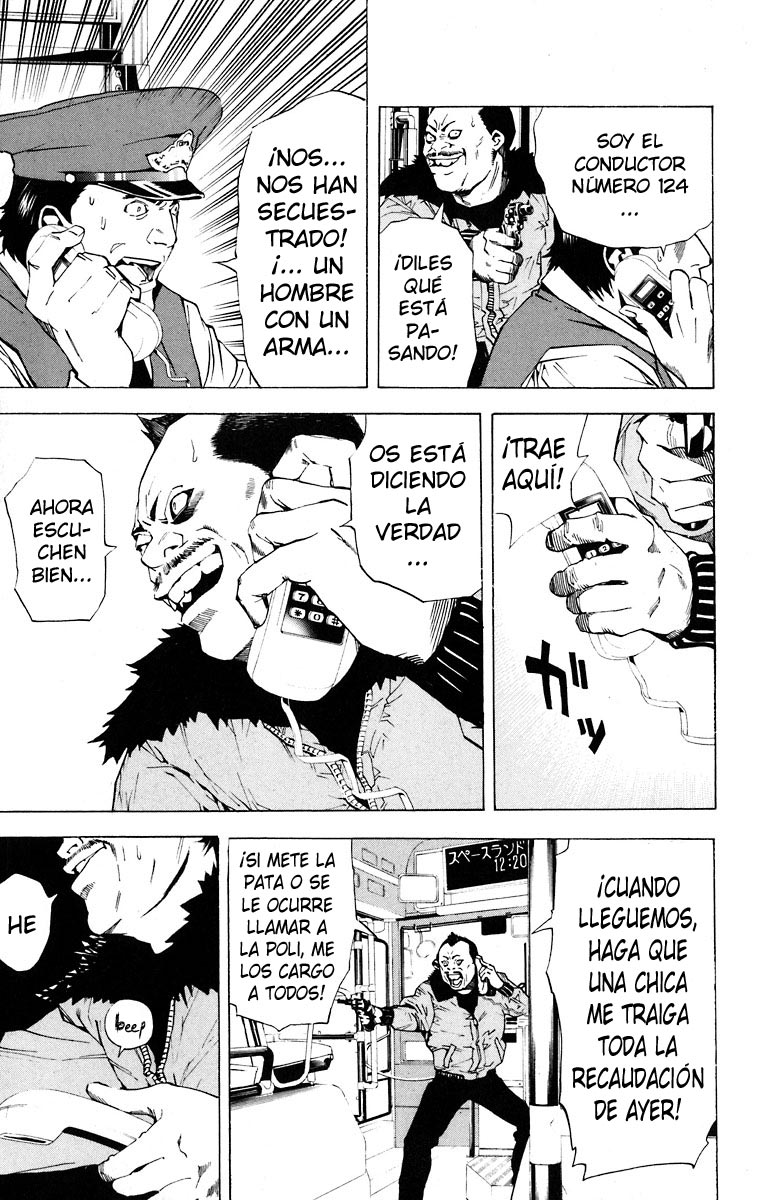 SOY EL
CONDUCTOR
NÚMERO 124
...
¡DILES
QUÉ
ESTÁ
PA-
SANDO!
¡NOS...
NOS HAN
SECUES-
TRADO!
¡... UN
HOMBRE
CON UN
ARMA...
¡TRAE
AQUÍ!
ガッ
OS ESTÁ
DICIENDO
LA
VERDAD
...
AHORA
ESCU-
CHEN
BIEN...
¡CUANDO
LLEGUEMOS,
HAGA QUE
UNA CHICA
ME TRAIGA
TODA LA
RECAUDACIÓN
DE AYER!
スペースランド
12:20
¡SI METE LA
PATA O SE
LE OCURRE
LLAMAR A
LA POLI, ME
LOS CARGO
A TODOS!
HE
beep